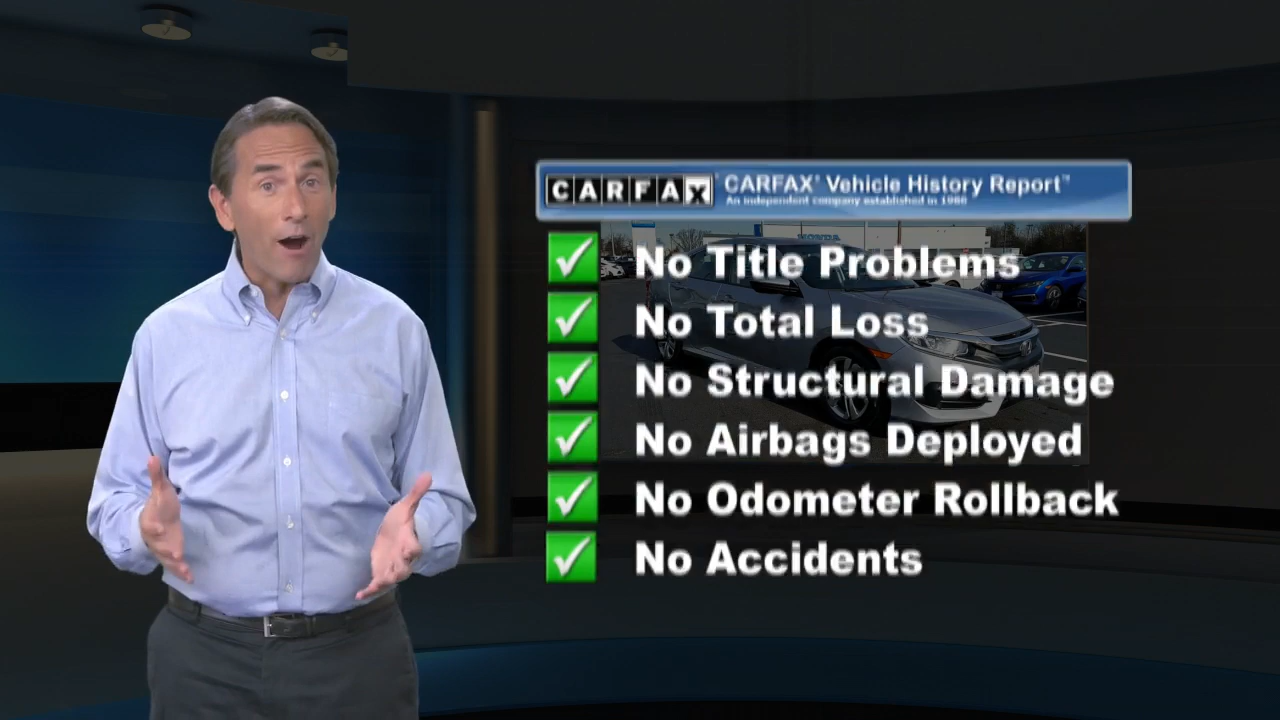 CARFAX CARFAX® Vehicle History Report™
An independent company established in 1986
HONDA
No Title Problems
No Total Loss
No Structural Damage
No Airbags Deployed
No Odometer Rollback
No Accidents